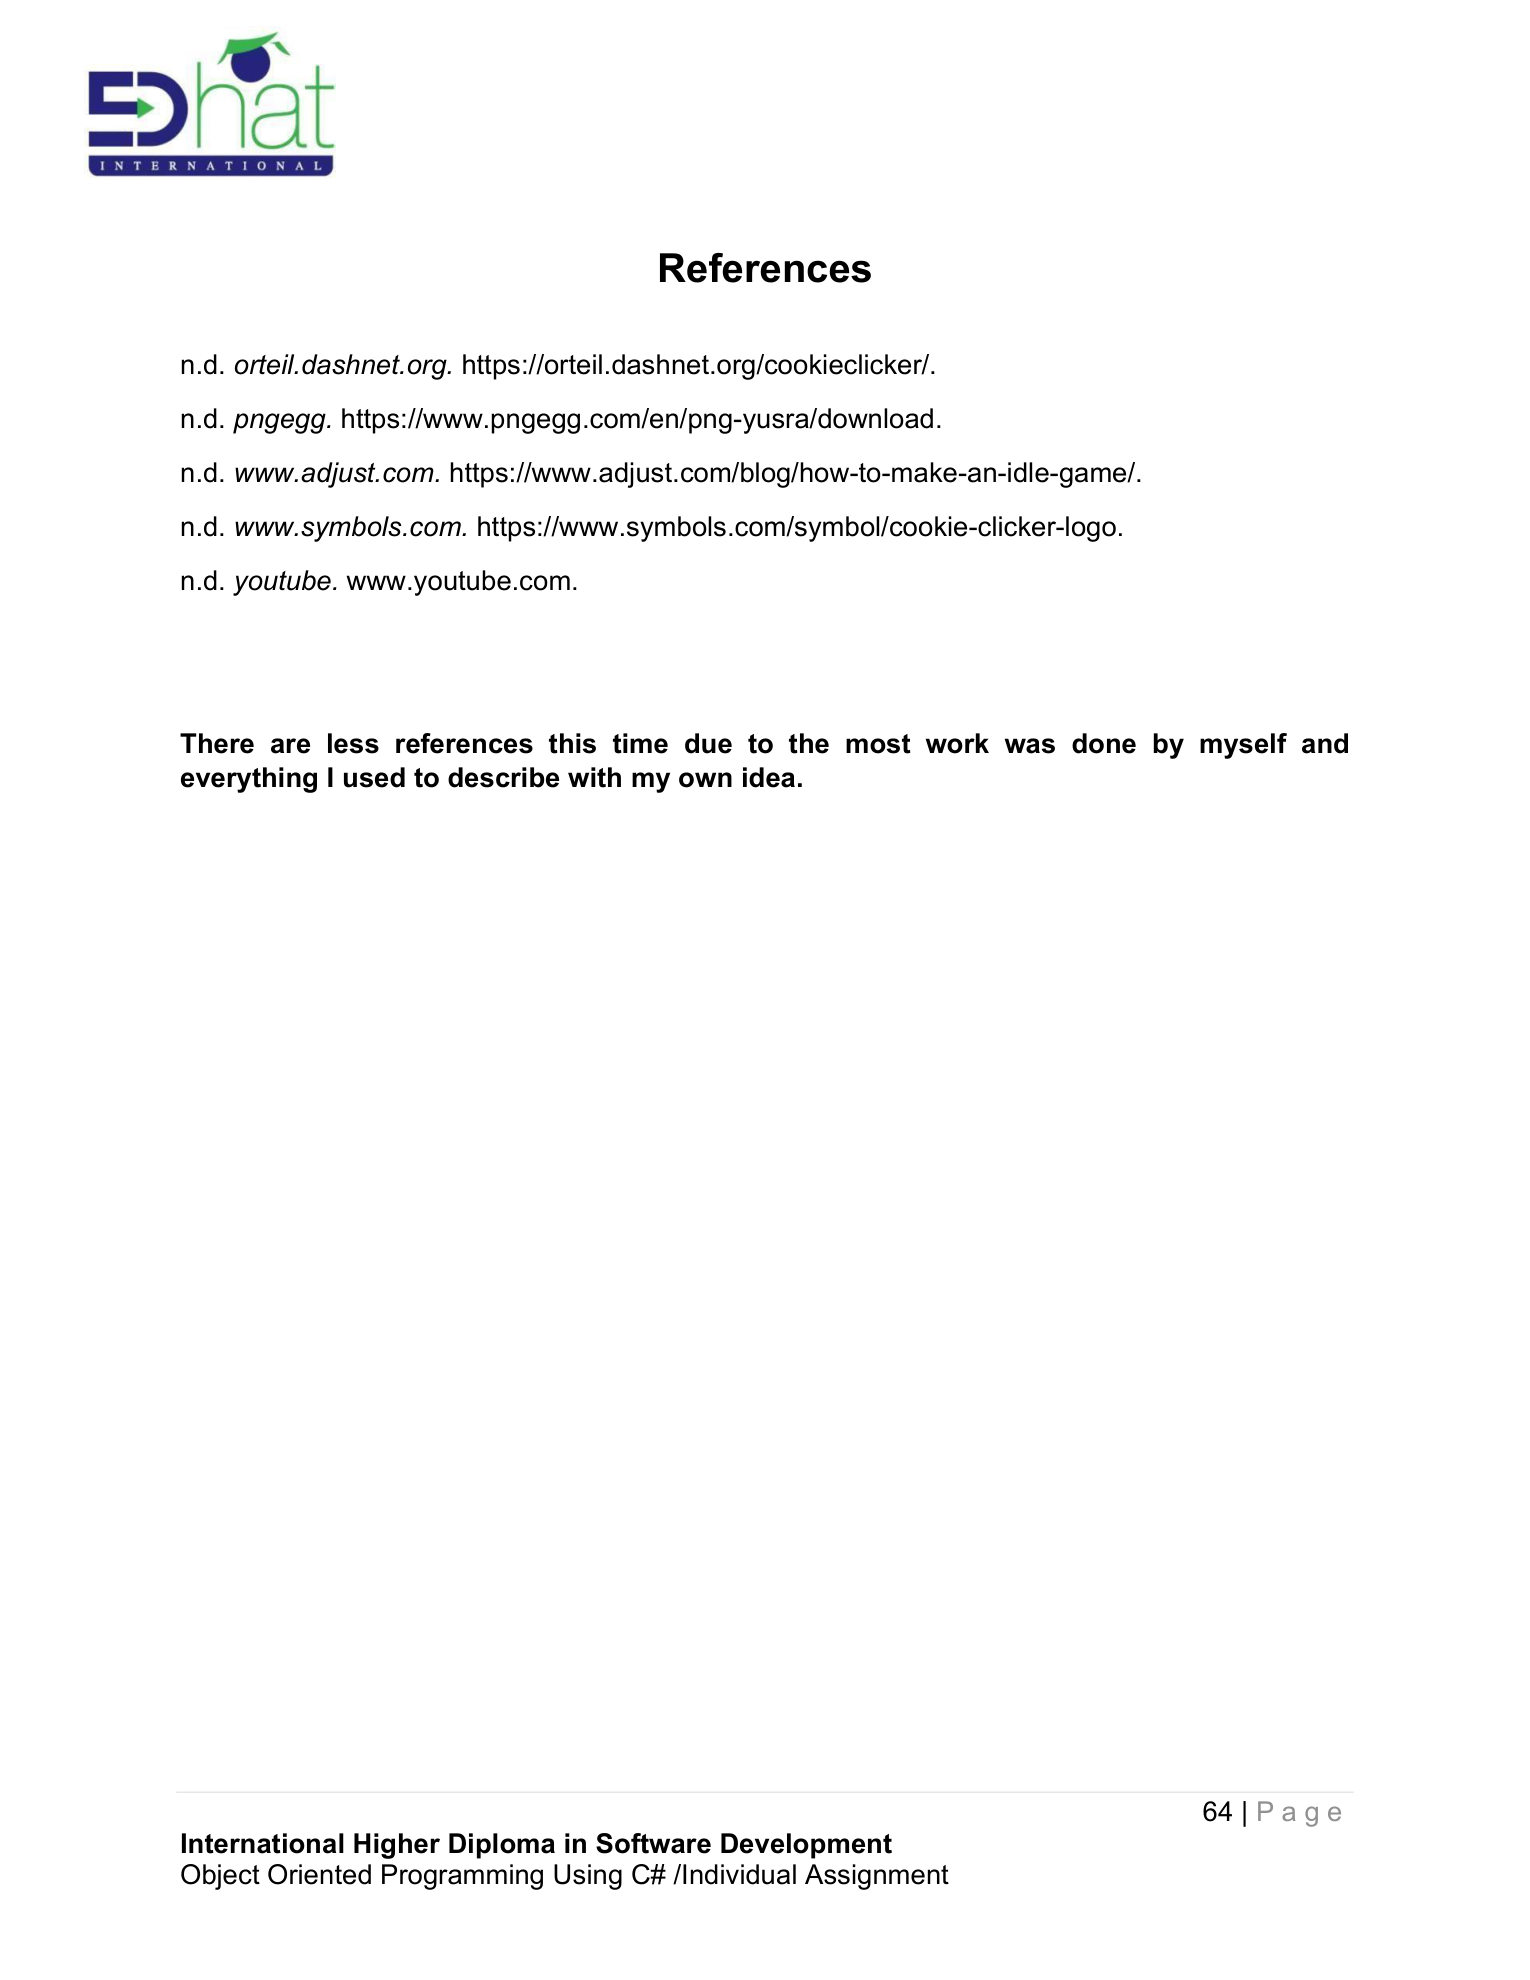 EDhat
INTERNATIONAL
References
n.d. orteil.dashnet.org. https://orteil.dashnet.org/cookieclicker/.
n.d. pngegg. https://www.pngegg.com/en/png-yusra/download.
n.d. www.adjust.com. https://www.adjust.com/blog/how-to-make-an-idle-game/.
n.d. www.symbols.com. https://www.symbols.com/symbol/cookie-clicker-logo.
n.d. youtube. www.youtube.com.
There are less references this time due to the most work was done by myself and
everything I used to describe with my own idea.
64 | Page
International Higher Diploma in Software Development
Object Oriented Programming Using C# /Individual Assignment